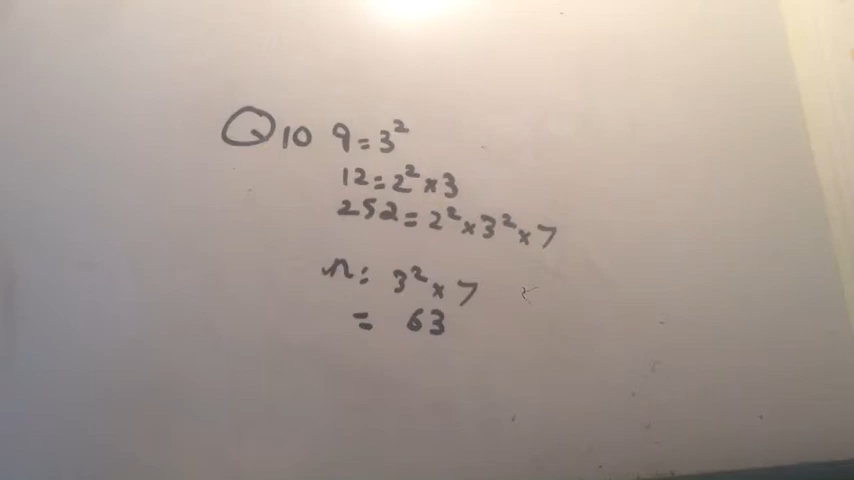 Q10 9=3²
12=2²×3
252=2²×3²×7
n= 3²×7
= 63